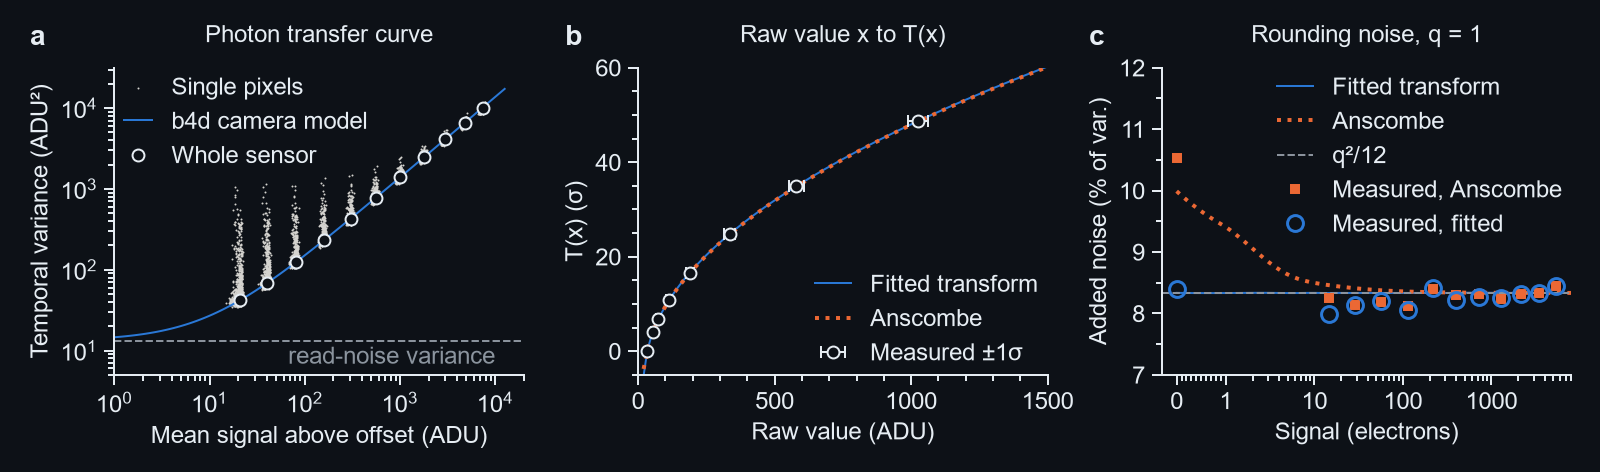 a
Photon transfer curve
Temporal variance (ADU²)
10⁴
10³
10²
10¹
Single pixels
b4d camera model
Whole sensor
read-noise variance
10⁰ 10¹ 10² 10³ 10⁴
Mean signal above offset (ADU)
b
Raw value x to T(x)
T(x) (σ)
60
40
20
0
Fitted transform
Anscombe
Measured ±1σ
0 500 1000 1500
Raw value (ADU)
c
Rounding noise, q = 1
Added noise (% of var.)
12
11
10
9
8
7
Fitted transform
Anscombe
q²/12
Measured, Anscombe
Measured, fitted
0 1 10 100 1000
Signal (electrons)